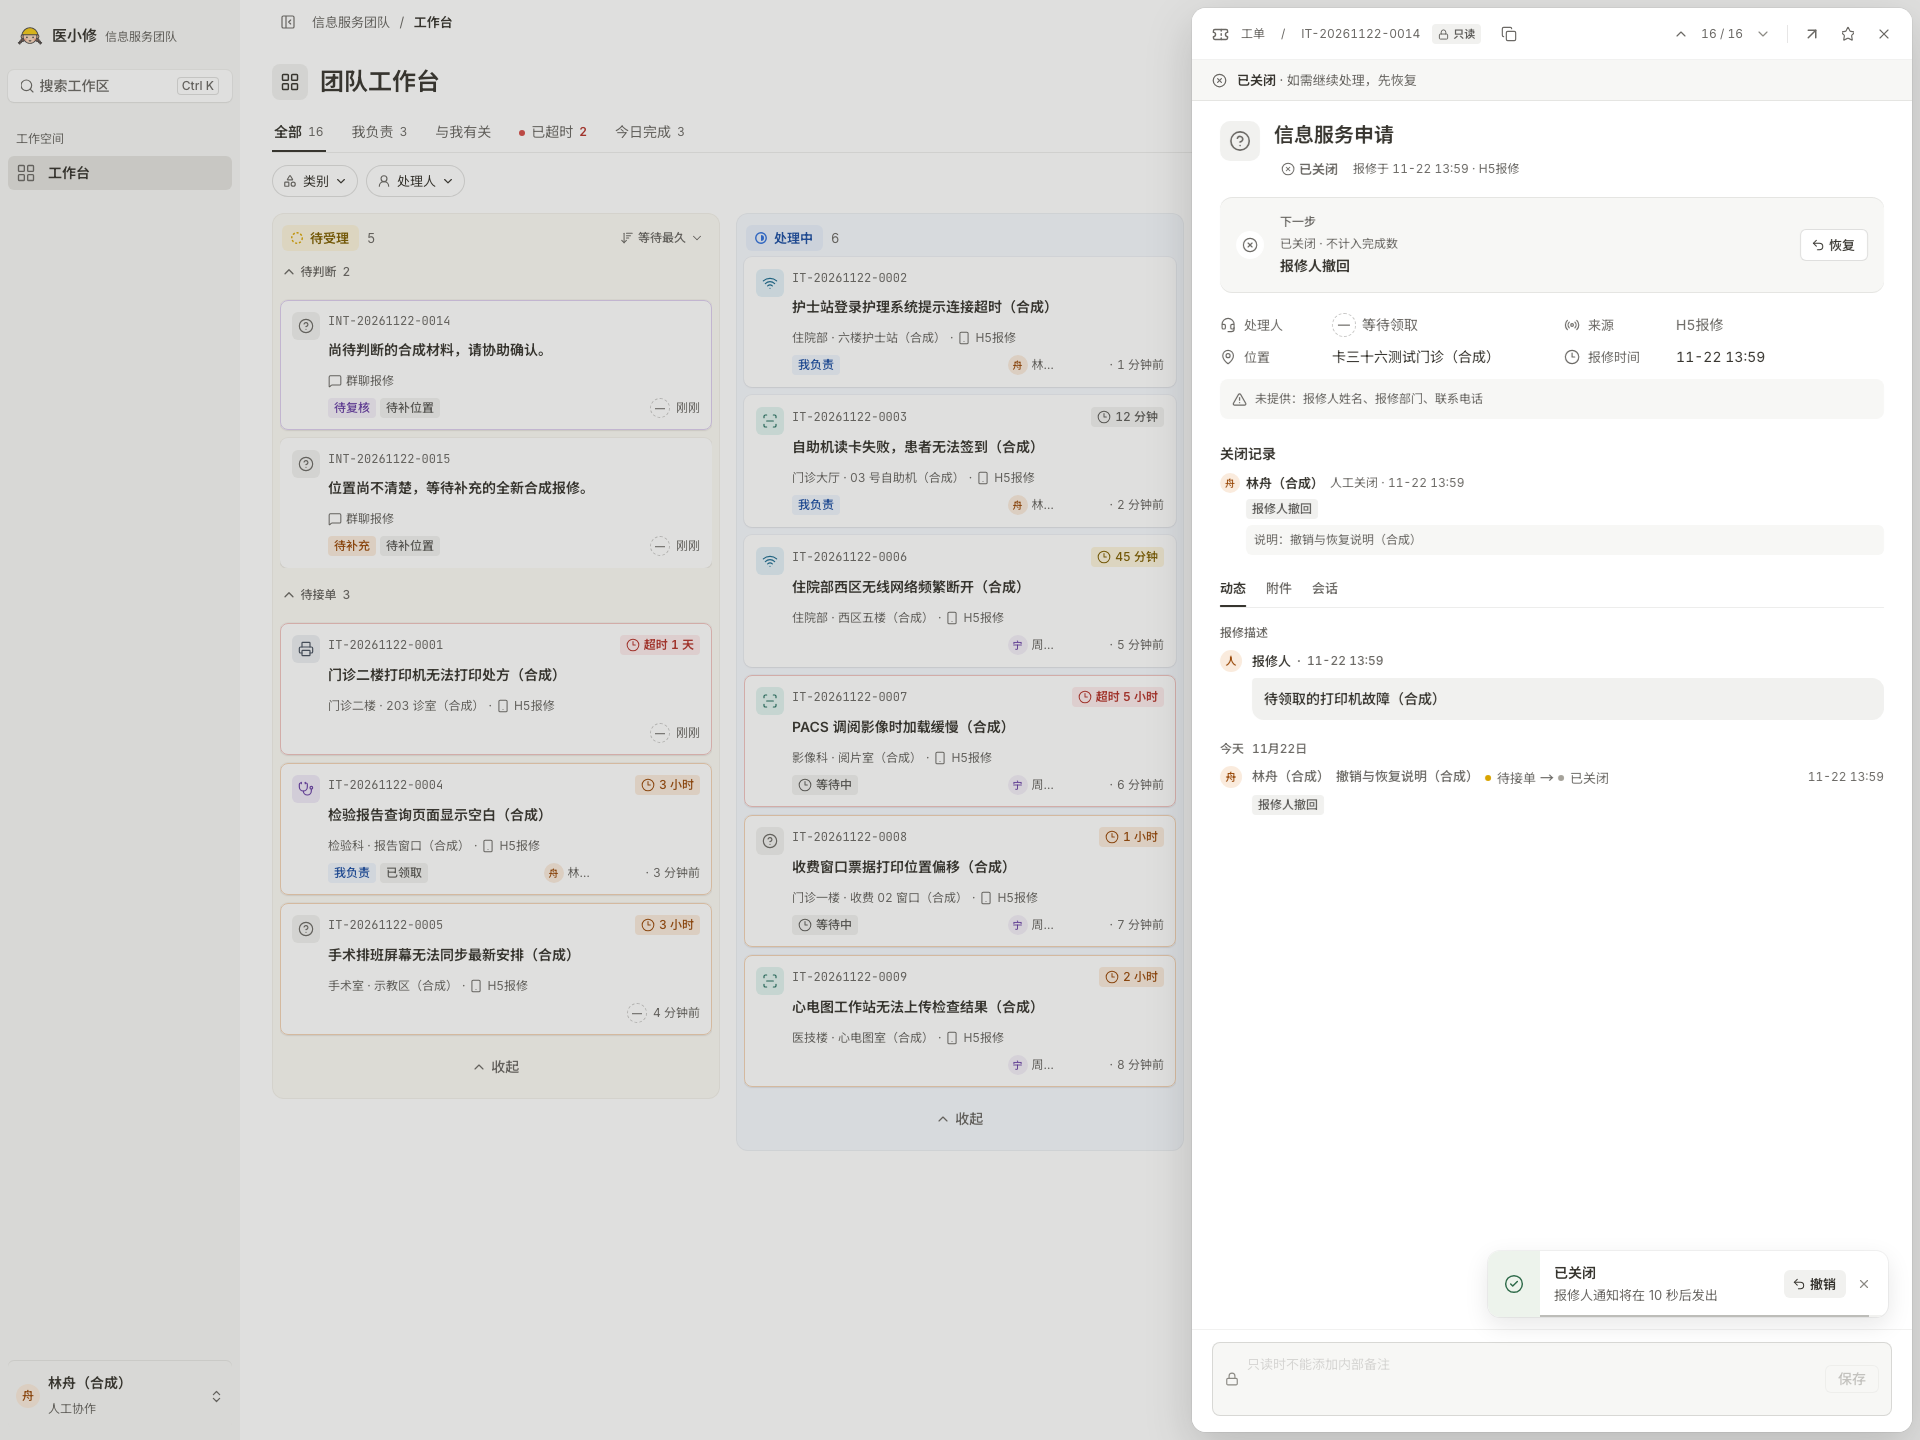 医小修 信息服务团队
搜索工作区 Ctrl K
工作空间
工作台
林舟（合成）
人工协作
舟
信息服务团队 / 工作台
团队工作台
全部 16 我负责 3 与我有关 已超时 2 今日完成 3
类别 处理人
待受理 5 等待最久
待判断 2
INT-20261122-0014
尚待判断的合成材料，请协助确认。
群聊报修
待复核 待补位置 刚刚
INT-20261122-0015
位置尚不清楚，等待补充的全新合成报修。
群聊报修
待补充 待补位置 刚刚
待接单 3
IT-20261122-0001 超时 1 天
门诊二楼打印机无法打印处方（合成）
门诊二楼 · 203 诊室（合成） · H5报修
刚刚
IT-20261122-0004 3 小时
检验报告查询页面显示空白（合成）
检验科 · 报告窗口（合成） · H5报修
我负责 已领取 舟 林... · 3 分钟前
IT-20261122-0005 3 小时
手术排班屏幕无法同步最新安排（合成）
手术室 · 示教区（合成） · H5报修
4 分钟前
收起
处理中 6
IT-20261122-0002
护士站登录护理系统提示连接超时（合成）
住院部 · 六楼护士站（合成） · H5报修
我负责 舟 林... · 1 分钟前
IT-20261122-0003 12 分钟
自助机读卡失败，患者无法签到（合成）
门诊大厅 · 03 号自助机（合成） · H5报修
我负责 舟 林... · 2 分钟前
IT-20261122-0006 45 分钟
住院部西区无线网络频繁断开（合成）
住院部 · 西区五楼（合成） · H5报修
宁 周... · 5 分钟前
IT-20261122-0007 超时 5 小时
PACS 调阅影像时加载缓慢（合成）
影像科 · 阅片室（合成） · H5报修
等待中 宁 周... · 6 分钟前
IT-20261122-0008 1 小时
收费窗口票据打印位置偏移（合成）
门诊一楼 · 收费 02 窗口（合成） · H5报修
等待中 宁 周... · 7 分钟前
IT-20261122-0009 2 小时
心电图工作站无法上传检查结果（合成）
医技楼 · 心电图室（合成） · H5报修
宁 周... · 8 分钟前
收起
工单 / IT-20261122-0014 只读 16 / 16
已关闭 · 如需继续处理，先恢复
信息服务申请
已关闭 报修于 11-22 13:59 · H5报修
下一步
已关闭 · 不计入完成数
报修人撤回
恢复
处理人 等待领取 来源 H5报修
位置 卡三十六测试门诊（合成） 报修时间 11-22 13:59
未提供：报修人姓名、报修部门、联系电话
关闭记录
舟 林舟（合成） 人工关闭 · 11-22 13:59
报修人撤回
说明：撤销与恢复说明（合成）
动态 附件 会话
报修描述
人 报修人 · 11-22 13:59
待领取的打印机故障（合成）
今天 11月22日
舟 林舟（合成） 撤销与恢复说明（合成） 待接单 → 已关闭 11-22 13:59
报修人撤回
已关闭
报修人通知将在 10 秒后发出
撤销
只读时不能添加内部备注
保存